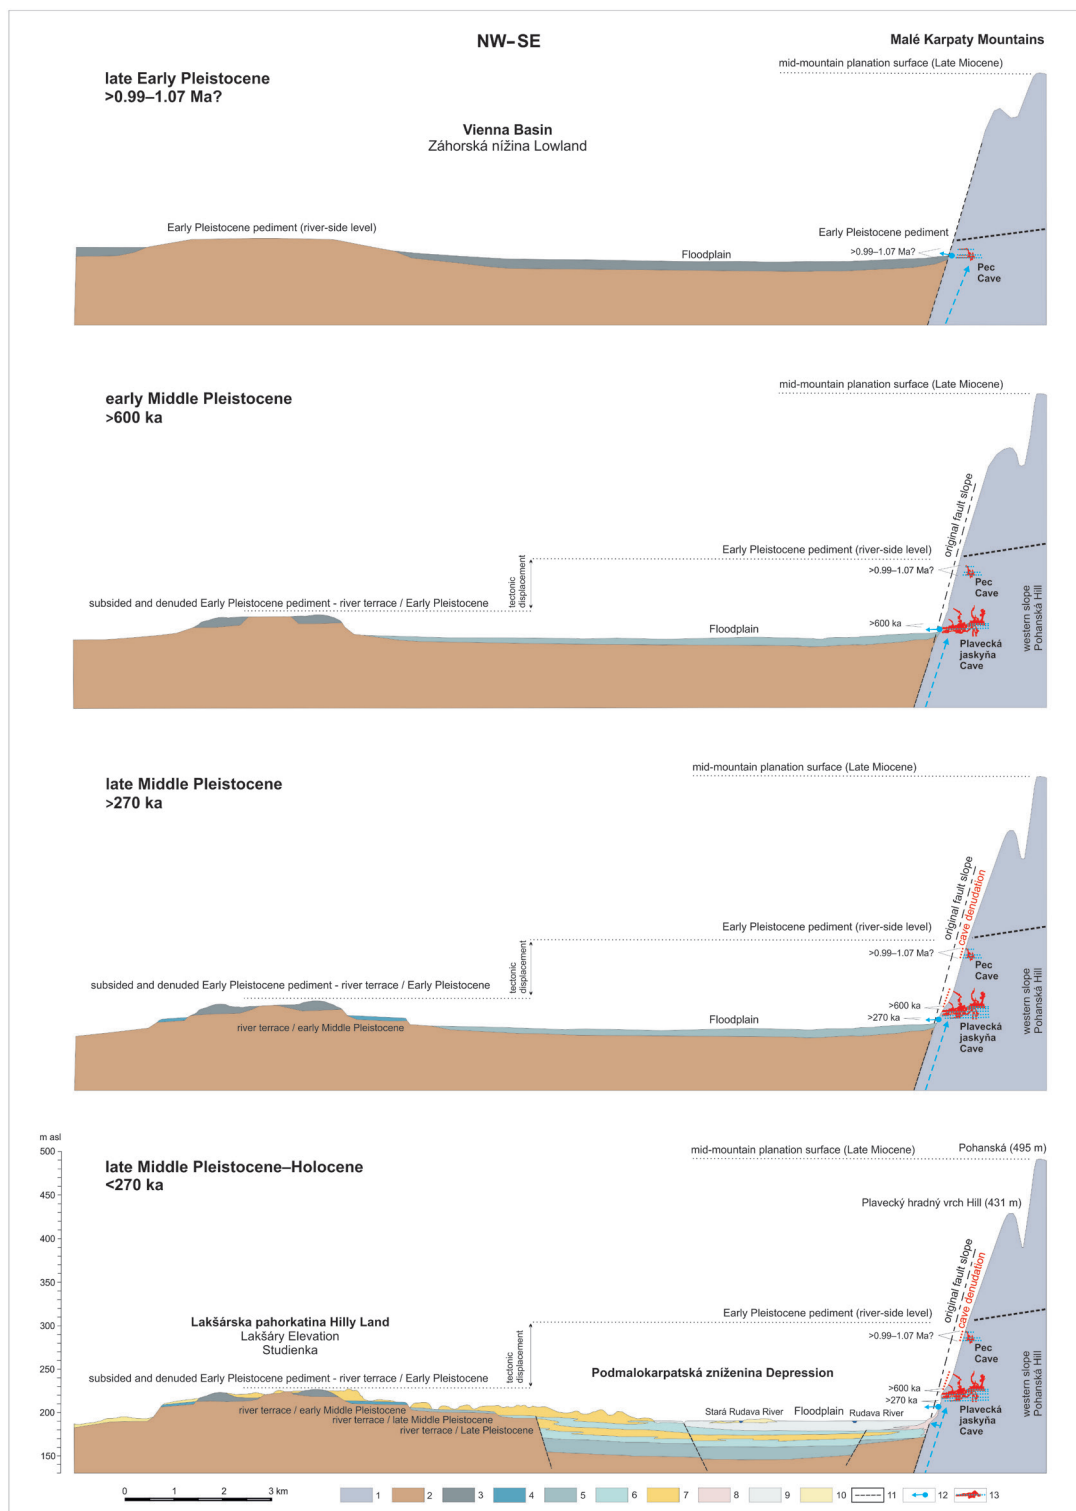 NW–SE
Malé Karpaty Mountains
mid-mountain planation surface (Late Miocene)
late Early Pleistocene
>0.99–1.07 Ma?
Vienna Basin
Záhorská nížina Lowland
Early Pleistocene pediment (river-side level)
Early Pleistocene pediment
>0.99–1.07 Ma?
Floodplain
Pec
Cave
mid-mountain planation surface (Late Miocene)
early Middle Pleistocene
>600 ka
original fault slope
Early Pleistocene pediment (river-side level)
>0.99–1.07 Ma?
Pec
Cave
tectonic
displacement
subsided and denuded Early Pleistocene pediment - river terrace / Early Pleistocene
>600 ka
Floodplain
Plavecká
jaskyňa
Cave
western slope
Pohanská Hill
mid-mountain planation surface (Late Miocene)
late Middle Pleistocene
>270 ka
original fault slope
cave denudation
Early Pleistocene pediment (river-side level)
>0.99–1.07 Ma?
Pec
Cave
tectonic
displacement
subsided and denuded Early Pleistocene pediment - river terrace / Early Pleistocene
>600 ka
>270 ka
Floodplain
river terrace / early Middle Pleistocene
Plavecká
jaskyňa
Cave
western slope
Pohanská Hill
m asl
500
450
400
350
300
250
200
150
mid-mountain planation surface (Late Miocene)
Pohanská (495 m)
late Middle Pleistocene–Holocene
<270 ka
Plavecký hradný vrch Hill (431 m)
original fault slope
cave denudation
Early Pleistocene pediment (river-side level)
>0.99–1.07 Ma?
Pec
Cave
Lakšárska pahorkatina Hilly Land
Lakšáry Elevation
Studienka
tectonic
displacement
Podmalokarpatská zníženina Depression
subsided and denuded Early Pleistocene pediment - river terrace / Early Pleistocene
>600 ka
>270 ka
river terrace / early Middle Pleistocene
river terrace / late Middle Pleistocene
river terrace / Late Pleistocene
Stará Rudava River
Floodplain
Rudava River
Plavecká
jaskyňa
Cave
western slope
Pohanská Hill
0 1 2 3 km
1 2 3 4 5 6 7 8 9 10 11 12 13